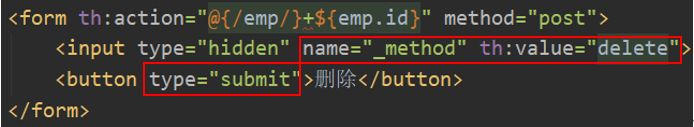 <form th:action="@{/emp/}+${emp.id}" method="post">
<input type="hidden" name="_method" th:value="delete">
<button type="submit">删除</button>
</form>